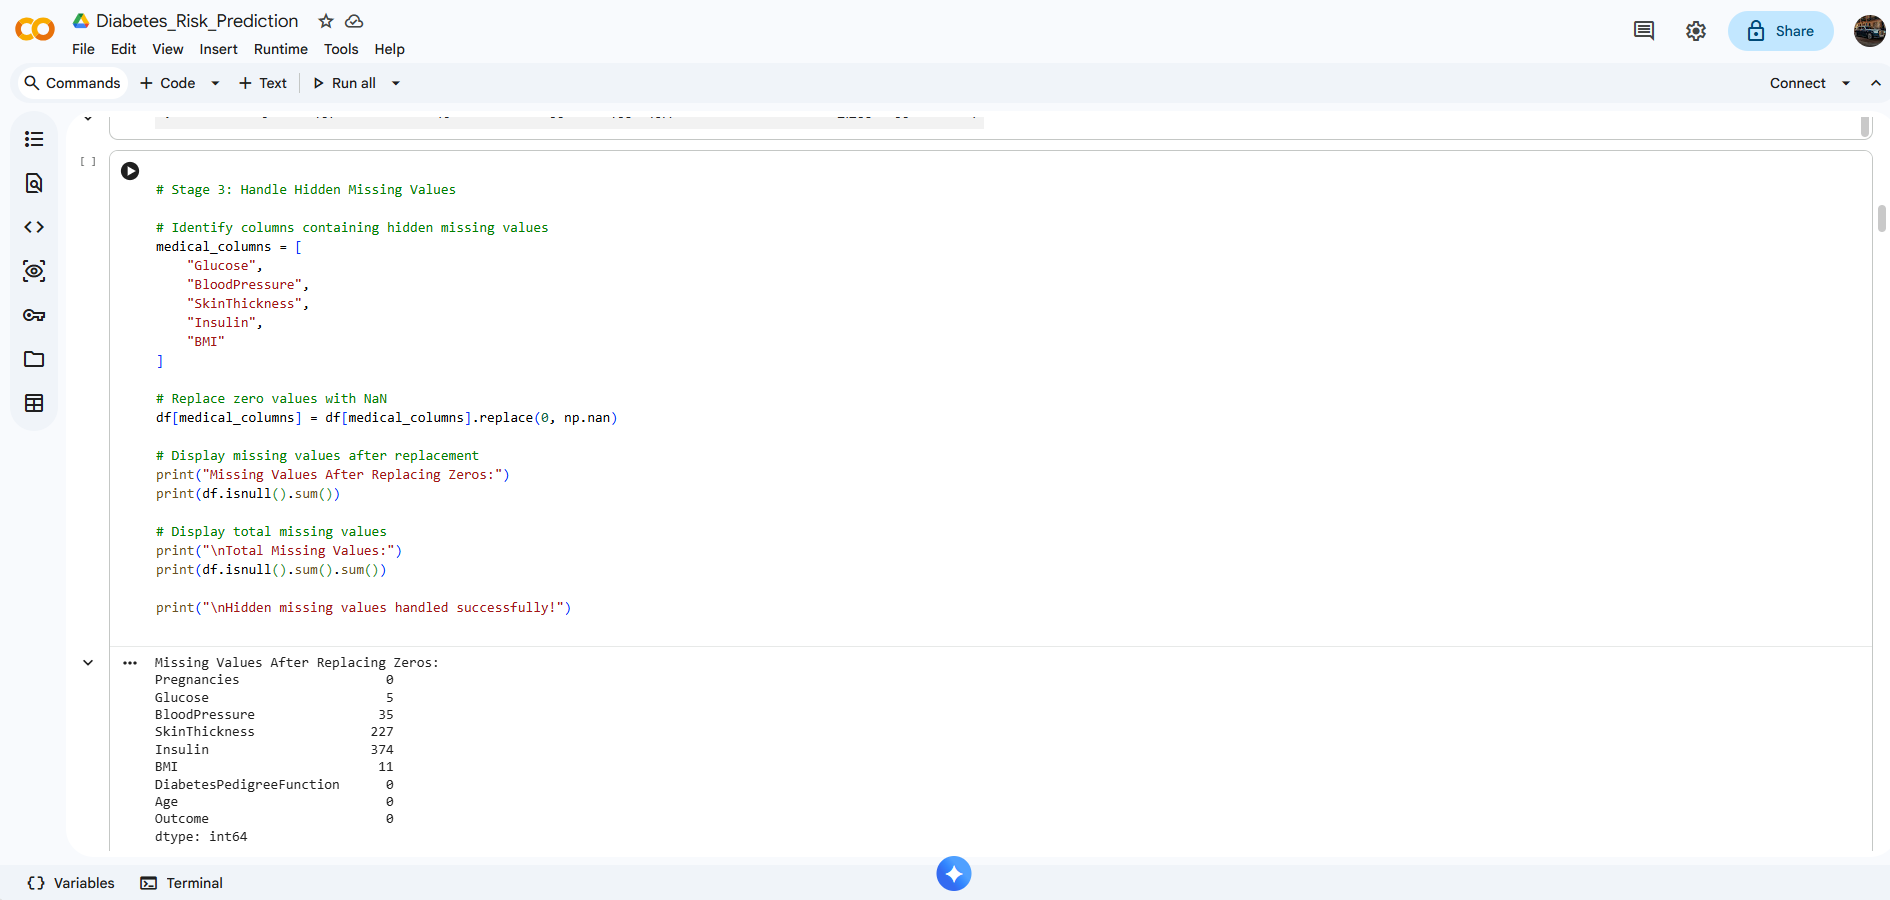 Diabetes_Risk_Prediction
File Edit View Insert Runtime Tools Help
Share
Commands + Code + Text Run all
Connect
[ ]
# Stage 3: Handle Hidden Missing Values
# Identify columns containing hidden missing values
medical_columns = [
    "Glucose",
    "BloodPressure",
    "SkinThickness",
    "Insulin",
    "BMI"
]
# Replace zero values with NaN
df[medical_columns] = df[medical_columns].replace(0, np.nan)
# Display missing values after replacement
print("Missing Values After Replacing Zeros:")
print(df.isnull().sum())
# Display total missing values
print("\nTotal Missing Values:")
print(df.isnull().sum().sum())
print("\nHidden missing values handled successfully!")
Missing Values After Replacing Zeros:
Pregnancies 0
Glucose 5
BloodPressure 35
SkinThickness 227
Insulin 374
BMI 11
DiabetesPedigreeFunction 0
Age 0
Outcome 0
dtype: int64
Variables Terminal